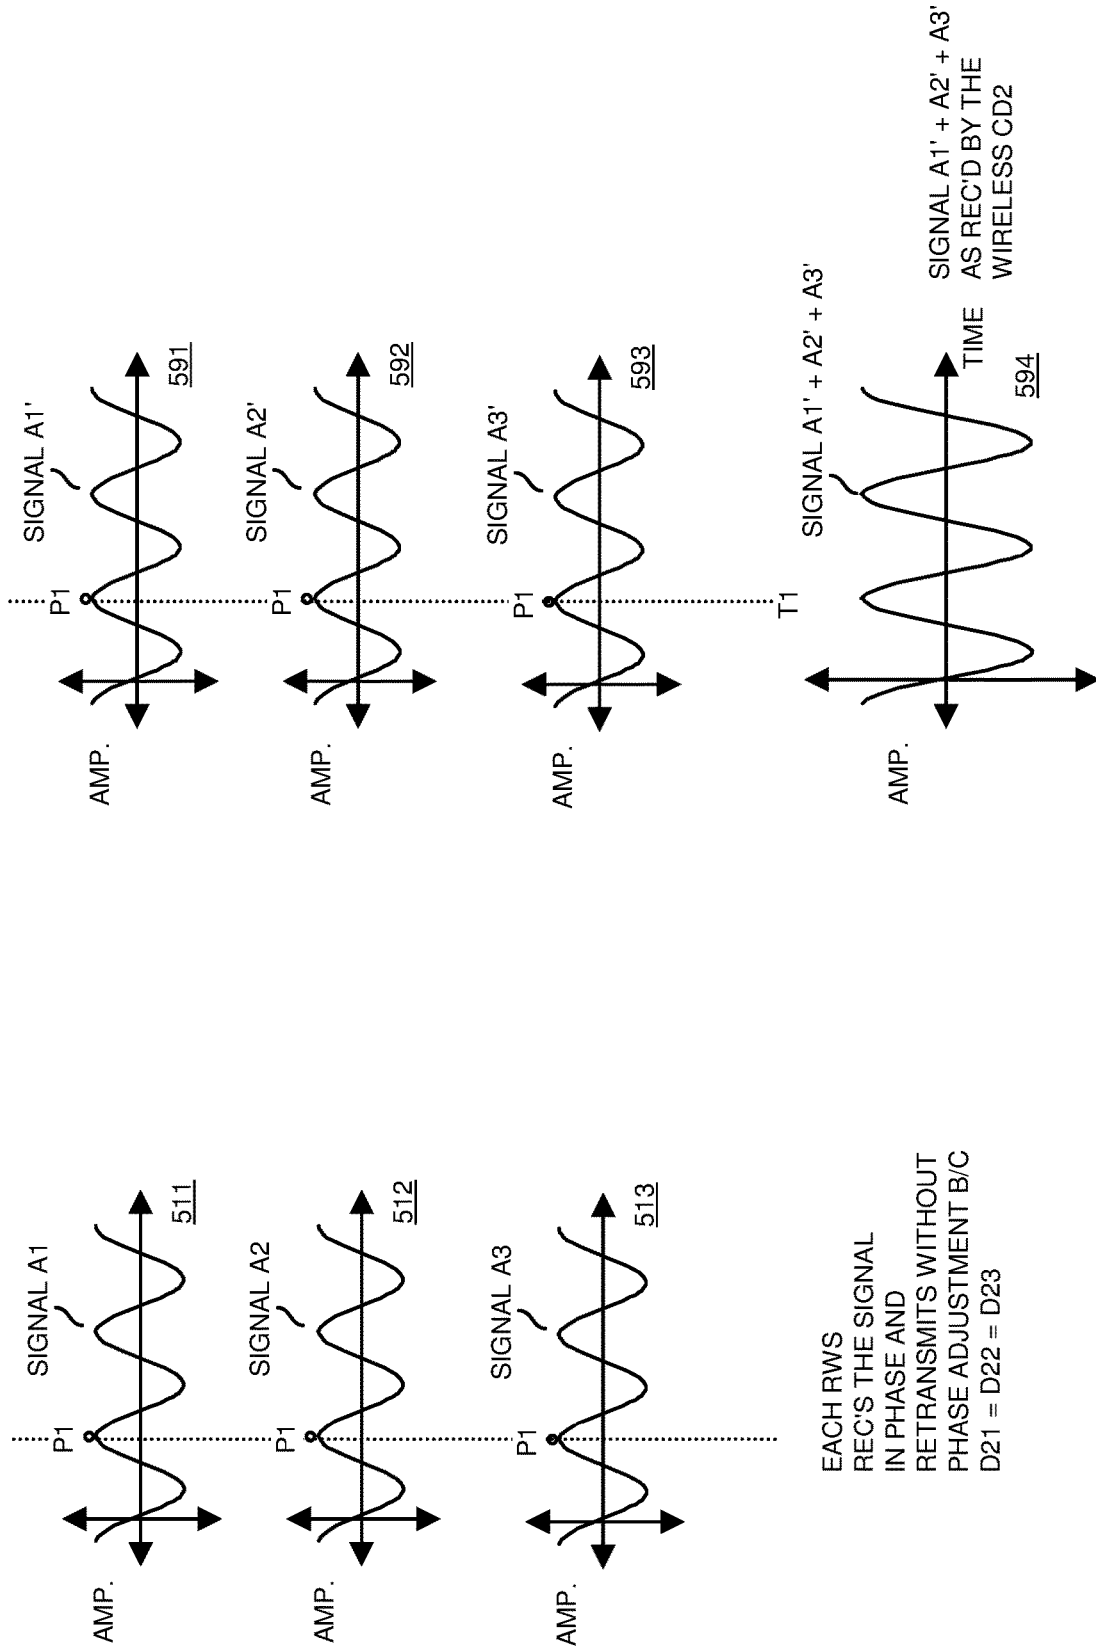 SIGNAL A1
P1
AMP.
511
SIGNAL A2
P1
AMP.
512
SIGNAL A3
P1
AMP.
513
EACH RWS
REC'S THE SIGNAL
IN PHASE AND
RETRANSMITS WITHOUT
PHASE ADJUSTMENT B/C
D21 = D22 = D23
SIGNAL A1'
P1
AMP.
591
SIGNAL A2'
P1
AMP.
592
SIGNAL A3'
P1
AMP.
593
T1
SIGNAL A1' + A2' + A3'
AMP.
TIME
594
SIGNAL A1' + A2' + A3'
AS REC'D BY THE
WIRELESS CD2